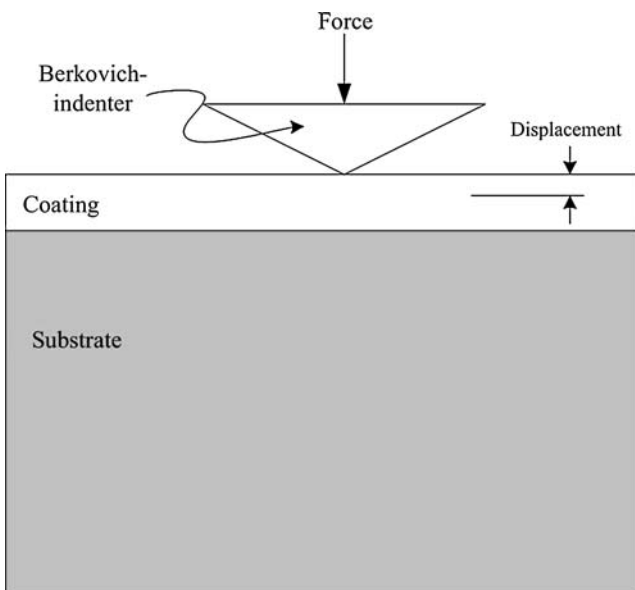 Force
Berkovich-
indenter
Displacement
Coating
Substrate